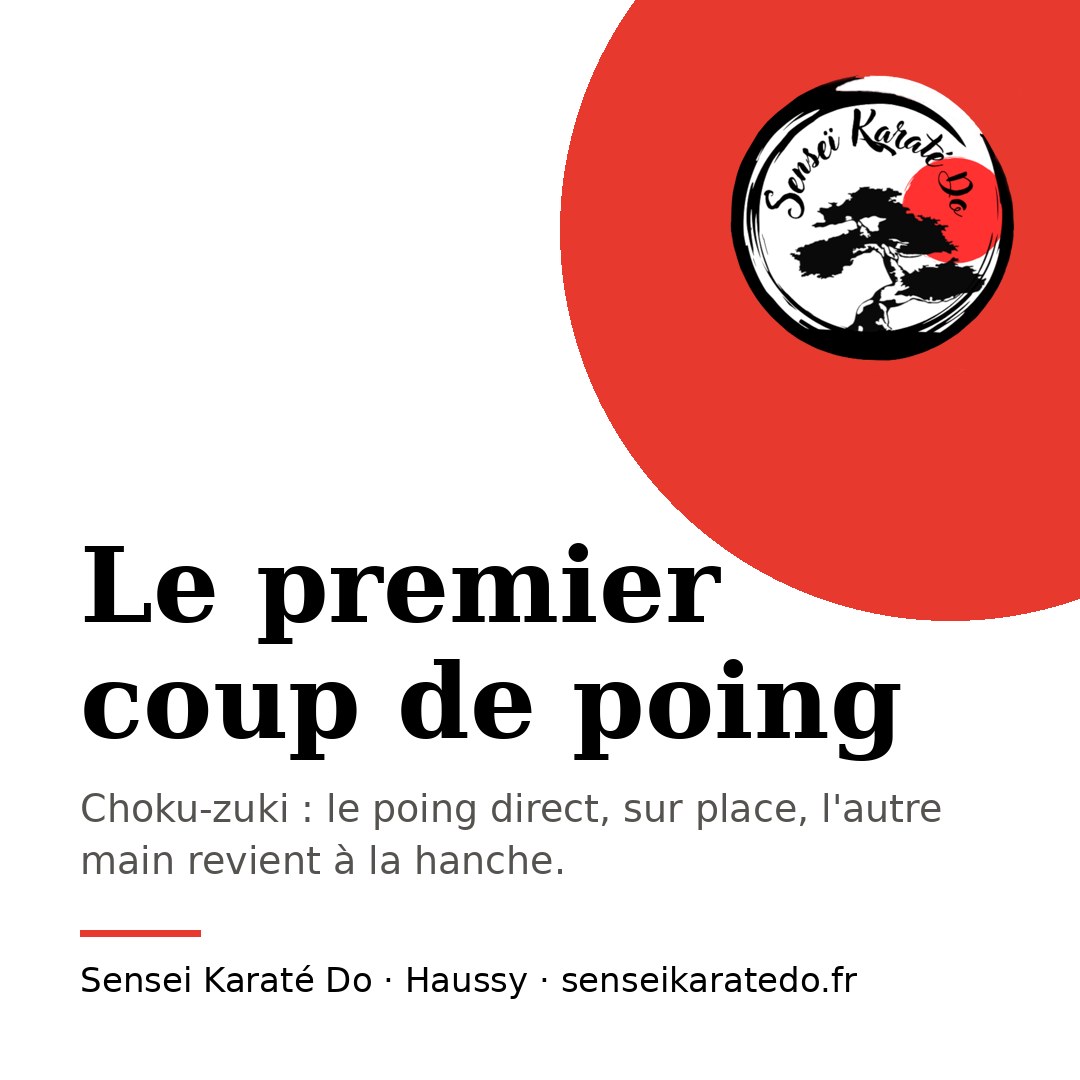 Senseï Karaté Do
Le premier
coup de poing
Choku-zuki : le poing direct, sur place, l'autre
main revient à la hanche.
Sensei Karaté Do · Haussy · senseikaratedo.fr